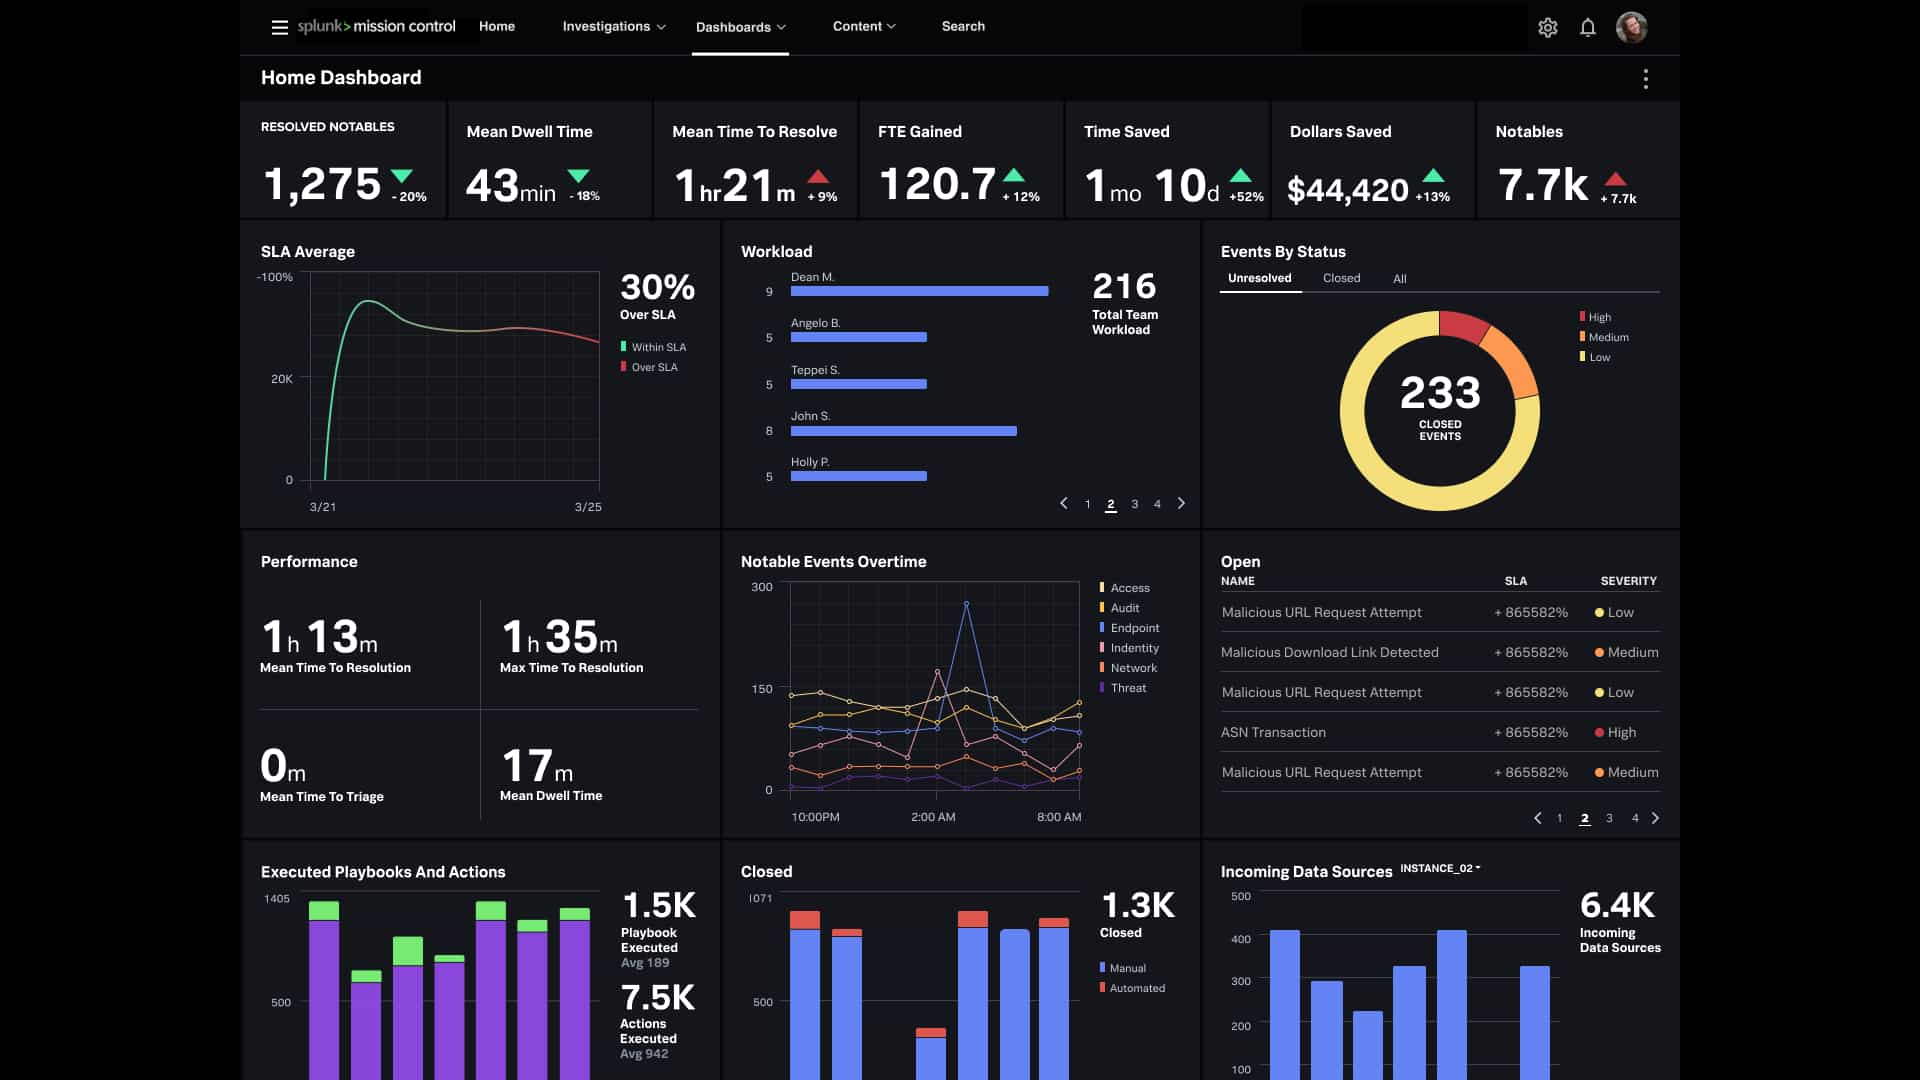 splunk> mission control
Home
Investigations
Dashboards
Content
Search
Home Dashboard
RESOLVED NOTABLES
1,275
- 20%
Mean Dwell Time
43min
- 18%
Mean Time To Resolve
1hr21m
+ 9%
FTE Gained
120.7
+ 12%
Time Saved
1mo 10d
+52%
Dollars Saved
$44,420
+13%
Notables
7.7k
+ 7.7k
SLA Average
-100%
20K
0
3/21
3/25
30%
Over SLA
Within SLA
Over SLA
Workload
Dean M.
9
Angelo B.
5
Teppei S.
5
John S.
8
Holly P.
5
216
Total Team
Workload
1 2 3 4
Events By Status
Unresolved
Closed
All
233
CLOSED
EVENTS
High
Medium
Low
Performance
1h 13m
Mean Time To Resolution
1h 35m
Max Time To Resolution
0m
Mean Time To Triage
17m
Mean Dwell Time
Notable Events Overtime
300
150
0
10:00PM
2:00 AM
8:00 AM
Access
Audit
Endpoint
Indentity
Network
Threat
Open
NAME SLA SEVERITY
Malicious URL Request Attempt + 865582% Low
Malicious Download Link Detected + 865582% Medium
Malicious URL Request Attempt + 865582% Low
ASN Transaction + 865582% High
Malicious URL Request Attempt + 865582% Medium
1 2 3 4
Executed Playbooks And Actions
1405
500
1.5K
Playbook
Executed
Avg 189
7.5K
Actions
Executed
Avg 942
Closed
1071
500
1.3K
Closed
Manual
Automated
Incoming Data Sources
INSTANCE_02
500
400
300
200
100
6.4K
Incoming
Data Sources